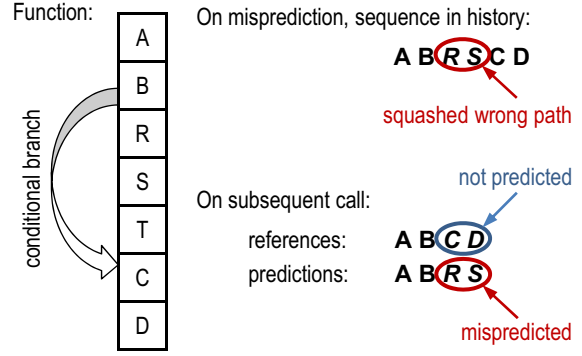 Function:
A
B
R
S
T
C
D
conditional branch
On misprediction, sequence in history:
A B R S C D
squashed wrong path
not predicted
On subsequent call:
references: A B C D
predictions: A B R S
mispredicted